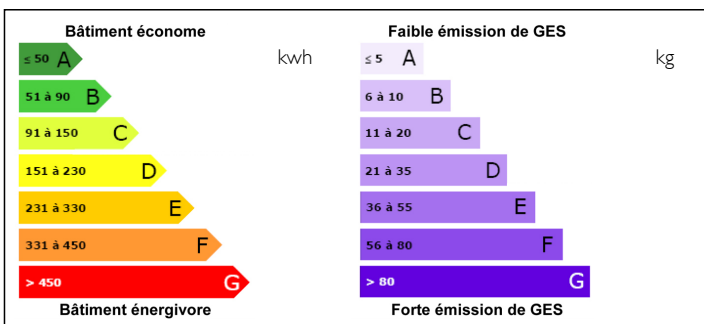 Bâtiment économe
kwh
≤ 50 A
51 à 90 B
91 à 150 C
151 à 230 D
231 à 330 E
331 à 450 F
> 450 G
Bâtiment énergivore
Faible émission de GES
kg
≤ 5 A
6 à 10 B
11 à 20 C
21 à 35 D
36 à 55 E
56 à 80 F
> 80 G
Forte émission de GES